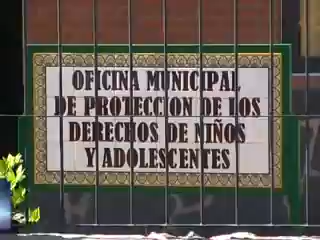 OFICINA MUNICIPAL
DE PROTECCION DE LOS
DERECHOS DE NIÑOS
Y ADOLESCENTES